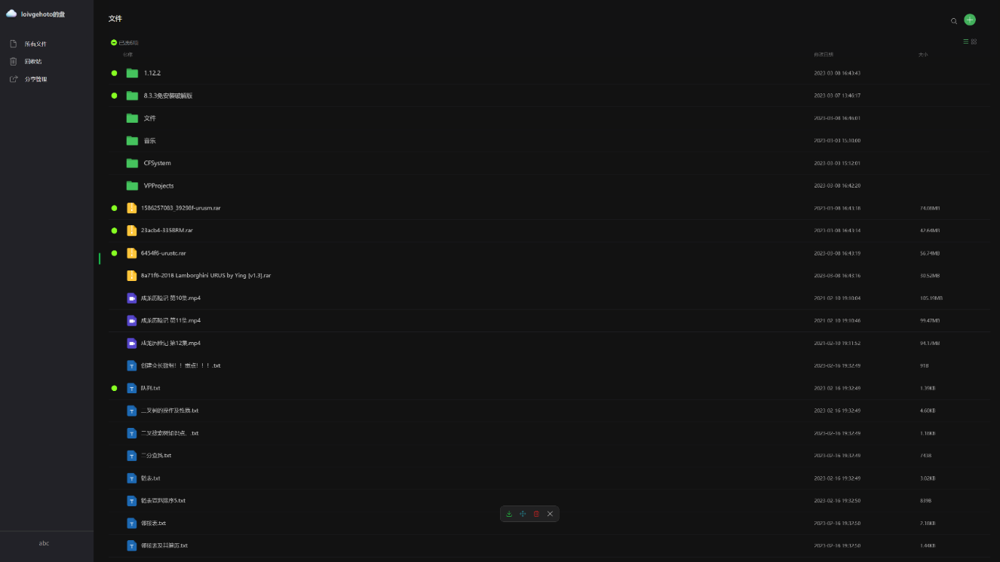 loivgehoto的盘
文件
所有文件
回收站
分享管理
已选6项
修改日期 大小
1.12.2 2023-03-08 16:43:43
8.3.3免安装破解版 2023-03-07 13:46:17
文件 2023-03-08 16:46:01
音乐 2023-03-03 15:10:00
CFSystem 2023-03-03 15:12:01
VPProjects 2023-03-08 16:42:20
1586257083_39298f-urusm.rar 2023-03-08 16:43:18 74.08MB
23acb4-335BRM.rar 2023-03-08 16:43:14 42.64MB
6454f6-urustc.rar 2023-03-08 16:43:19 56.74MB
8a71f6-2018 Lamborghini URUS by Ying [v1.3].rar 2023-03-08 16:43:16 30.52MB
成龙历险记 第10集.mp4 2021-02-10 19:10:04 105.19MB
成龙历险记 第11集.mp4 2021-02-10 19:10:46 99.47MB
成龙历险记 第12集.mp4 2021-02-10 19:11:52 94.17MB
创建变长数组！！重点！！！.txt 2023-02-16 19:32:49 91B
队列.txt 2023-02-16 19:32:49 1.39KB
二叉树的操作及性质.txt 2023-02-16 19:32:49 4.60KB
二叉搜索树知识点、.txt 2023-02-16 19:32:49 1.18KB
二分查找.txt 2023-02-16 19:32:49 743B
链表.txt 2023-02-16 19:32:49 3.02KB
链表冒泡排序5.txt 2023-02-16 19:32:50 839B
邻接表.txt 2023-02-16 19:32:50 2.18KB
邻接表及其遍历.txt 2023-02-16 19:32:50 1.44KB
abc